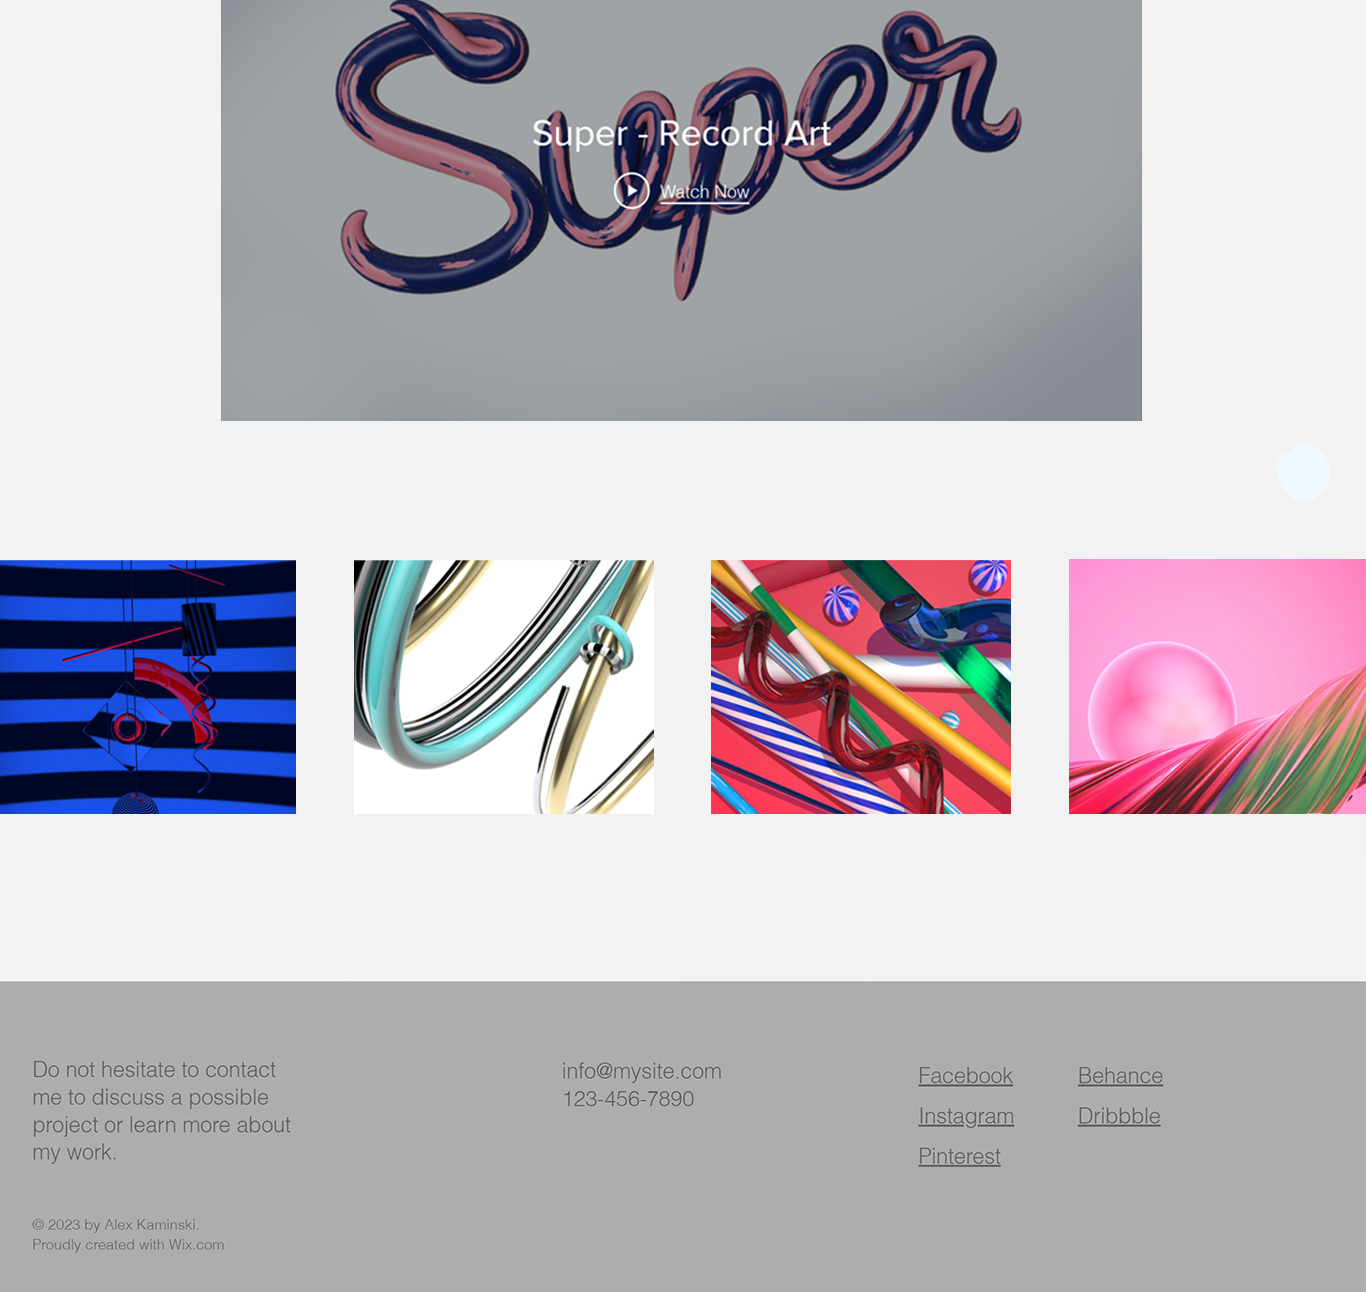 Super
Super - Record Art
Watch Now
Do not hesitate to contact
me to discuss a possible
project or learn more about
my work.
info@mysite.com
123-456-7890
Facebook
Instagram
Pinterest
Behance
Dribbble
© 2023 by Alex Kaminski.
Proudly created with Wix.com